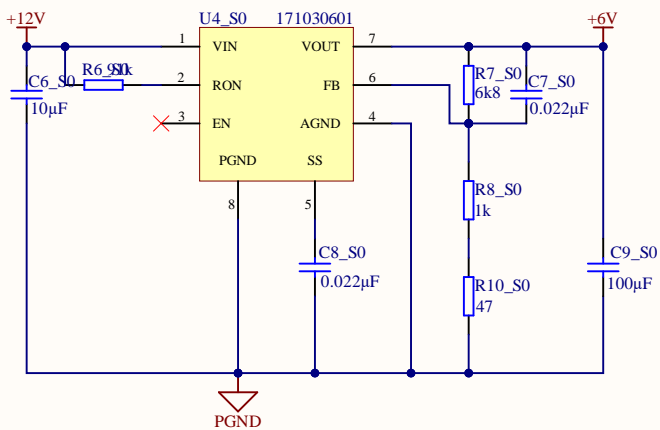 +12V
U4_S0 171030601
+6V
1 VIN VOUT 7
2 RON FB 6
3 EN AGND 4
PGND SS
8 5
C6_S0
10µF
R6_S0
91k
R7_S0
6k8
C7_S0
0.022µF
R8_S0
1k
C8_S0
0.022µF
C9_S0
100µF
R10_S0
47
PGND